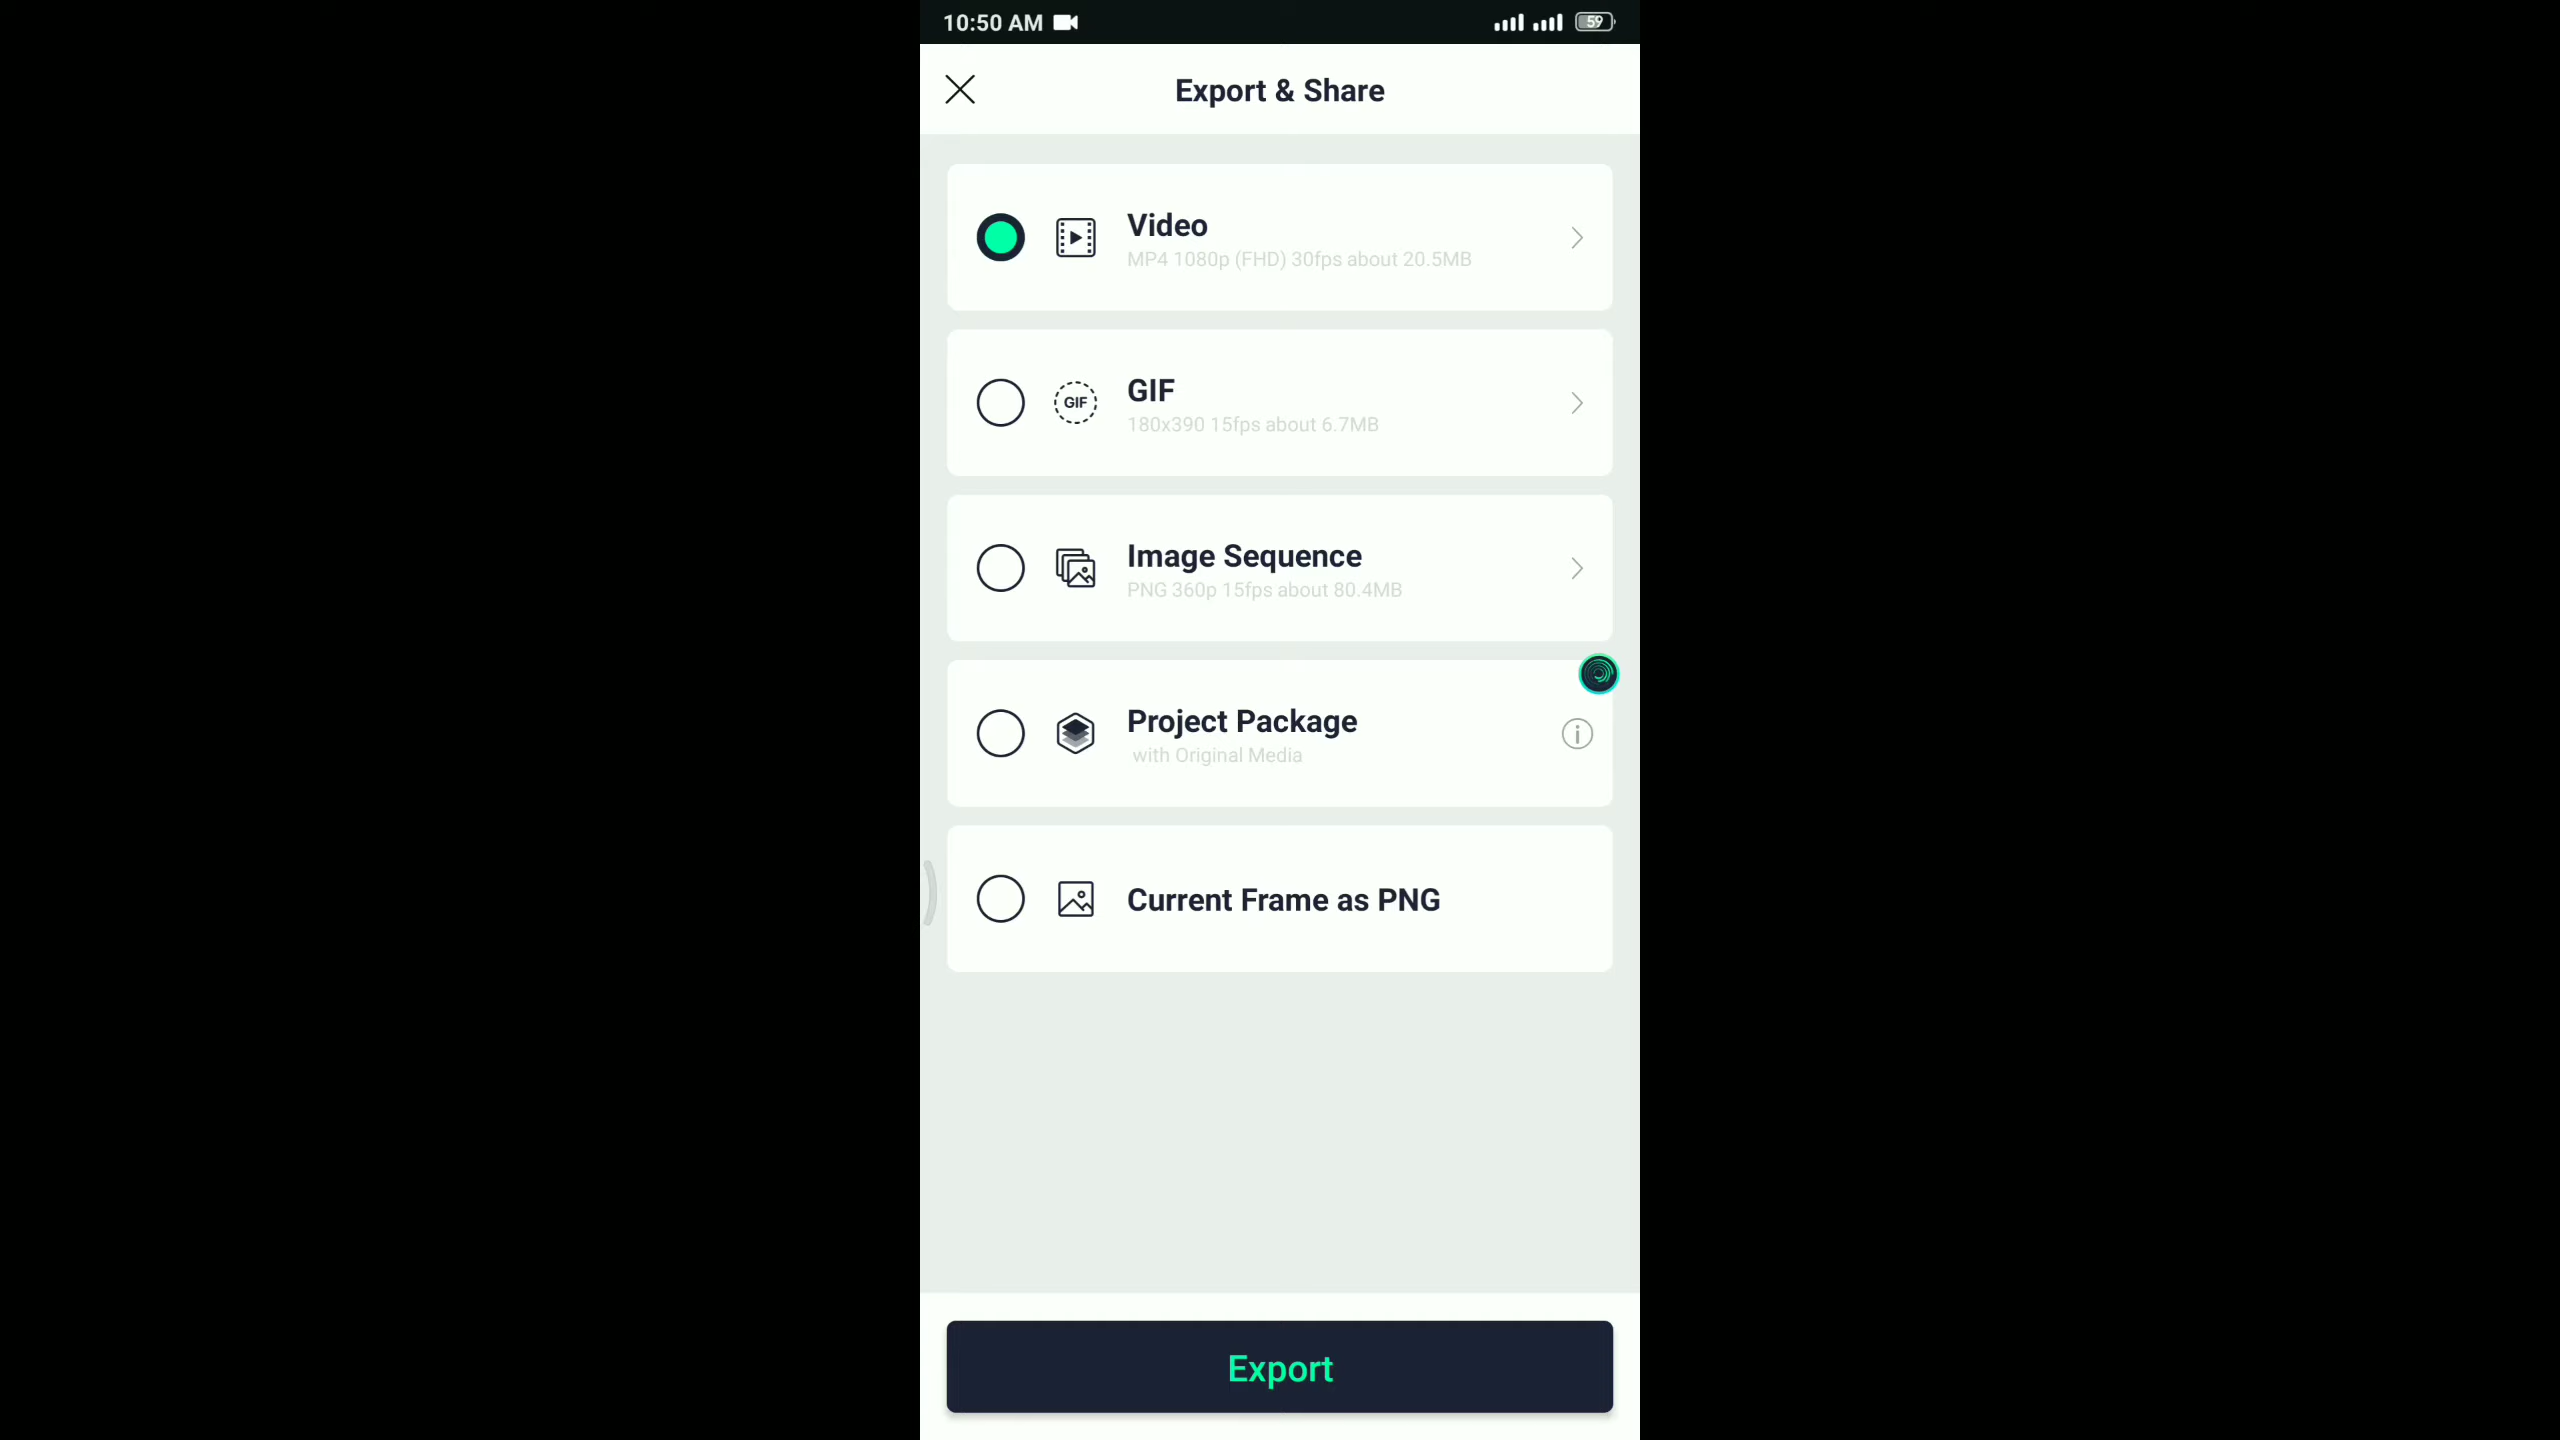 10:50 AM
59
Export & Share
Video
MP4 1080p (FHD) 30fps about 20.5MB
GIF
GIF
180x390 15fps about 6.7MB
Image Sequence
PNG 360p 15fps about 80.4MB
Project Package
with Original Media
Current Frame as PNG
Export